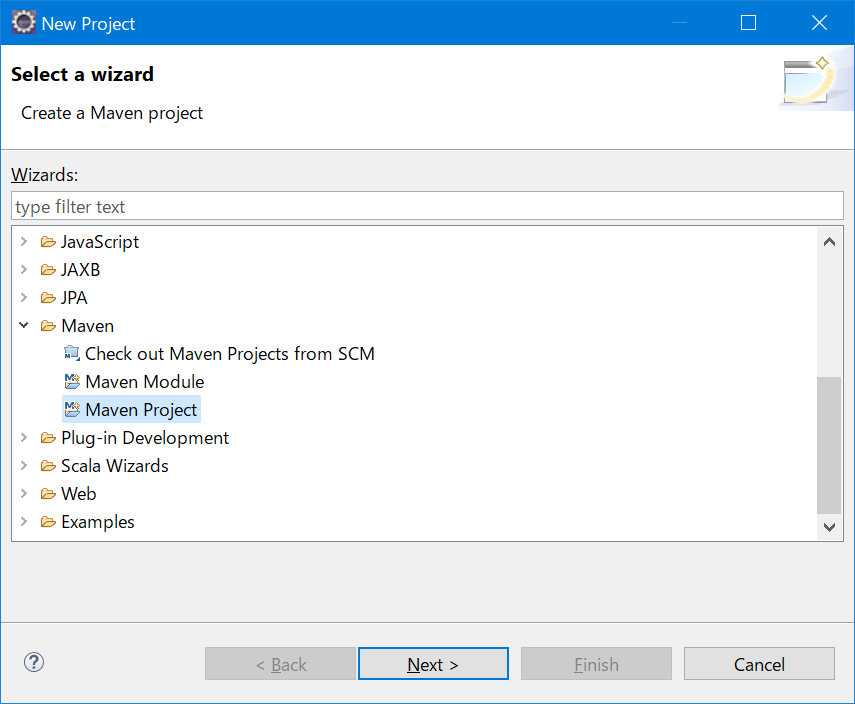 New Project
Select a wizard
Create a Maven project
Wizards:
type filter text
JavaScript
JAXB
JPA
Maven
Check out Maven Projects from SCM
Maven Module
Maven Project
Plug-in Development
Scala Wizards
Web
Examples
?
< Back Next > Finish Cancel